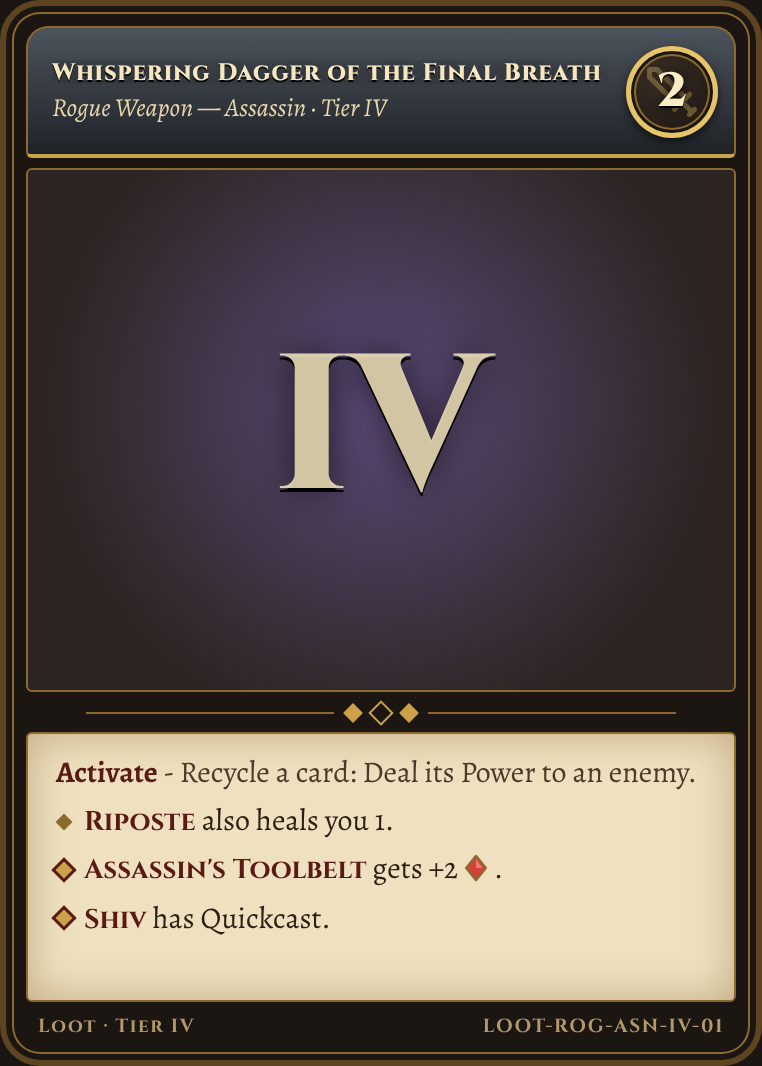 Whispering Dagger of the Final Breath
Rogue Weapon — Assassin · Tier IV
2
IV
Activate - Recycle a card: Deal its Power to an enemy.
Riposte also heals you 1.
Assassin's Toolbelt gets +2 .
Shiv has Quickcast.
Loot · Tier IV
LOOT-ROG-ASN-IV-01